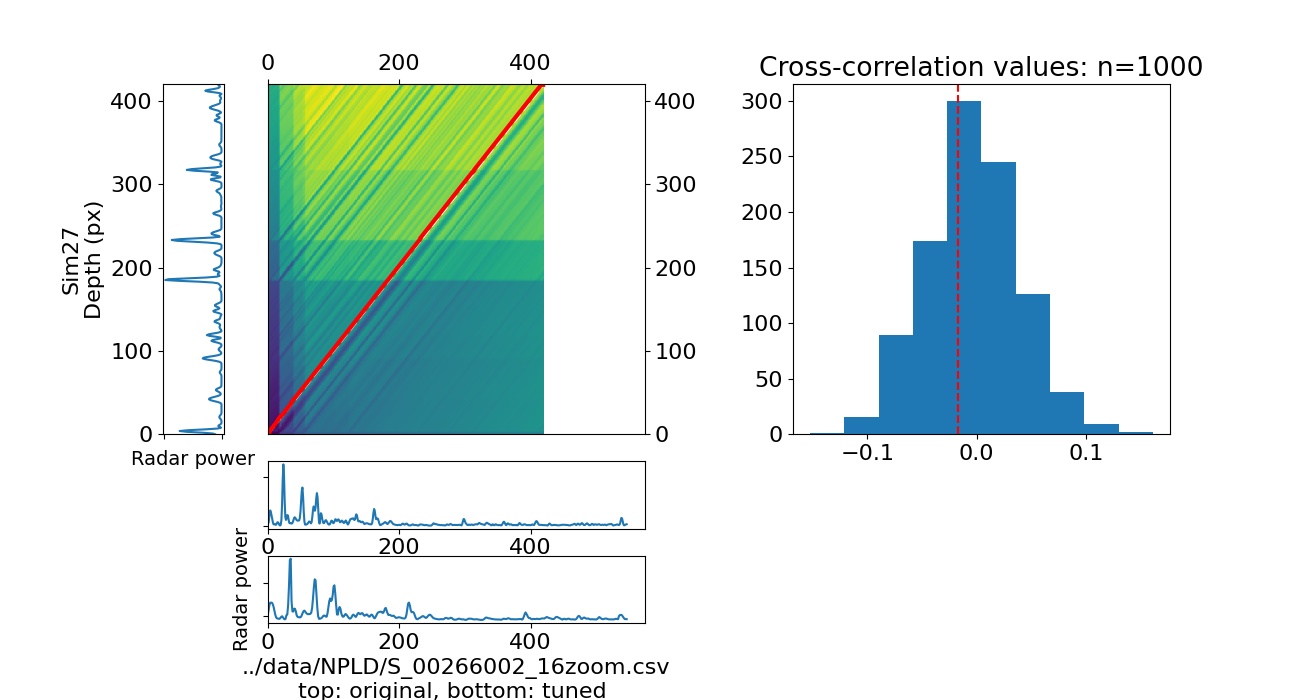 0 200 400
Cross-correlation values: n=1000
400
300
200
100
0
Sim27
Depth (px)
Radar power
400
300
200
100
0
300
250
200
150
100
50
0
−0.1 0.0 0.1
0 200 400
Radar power
0 200 400
../data/NPLD/S_00266002_16zoom.csv
top: original, bottom: tuned